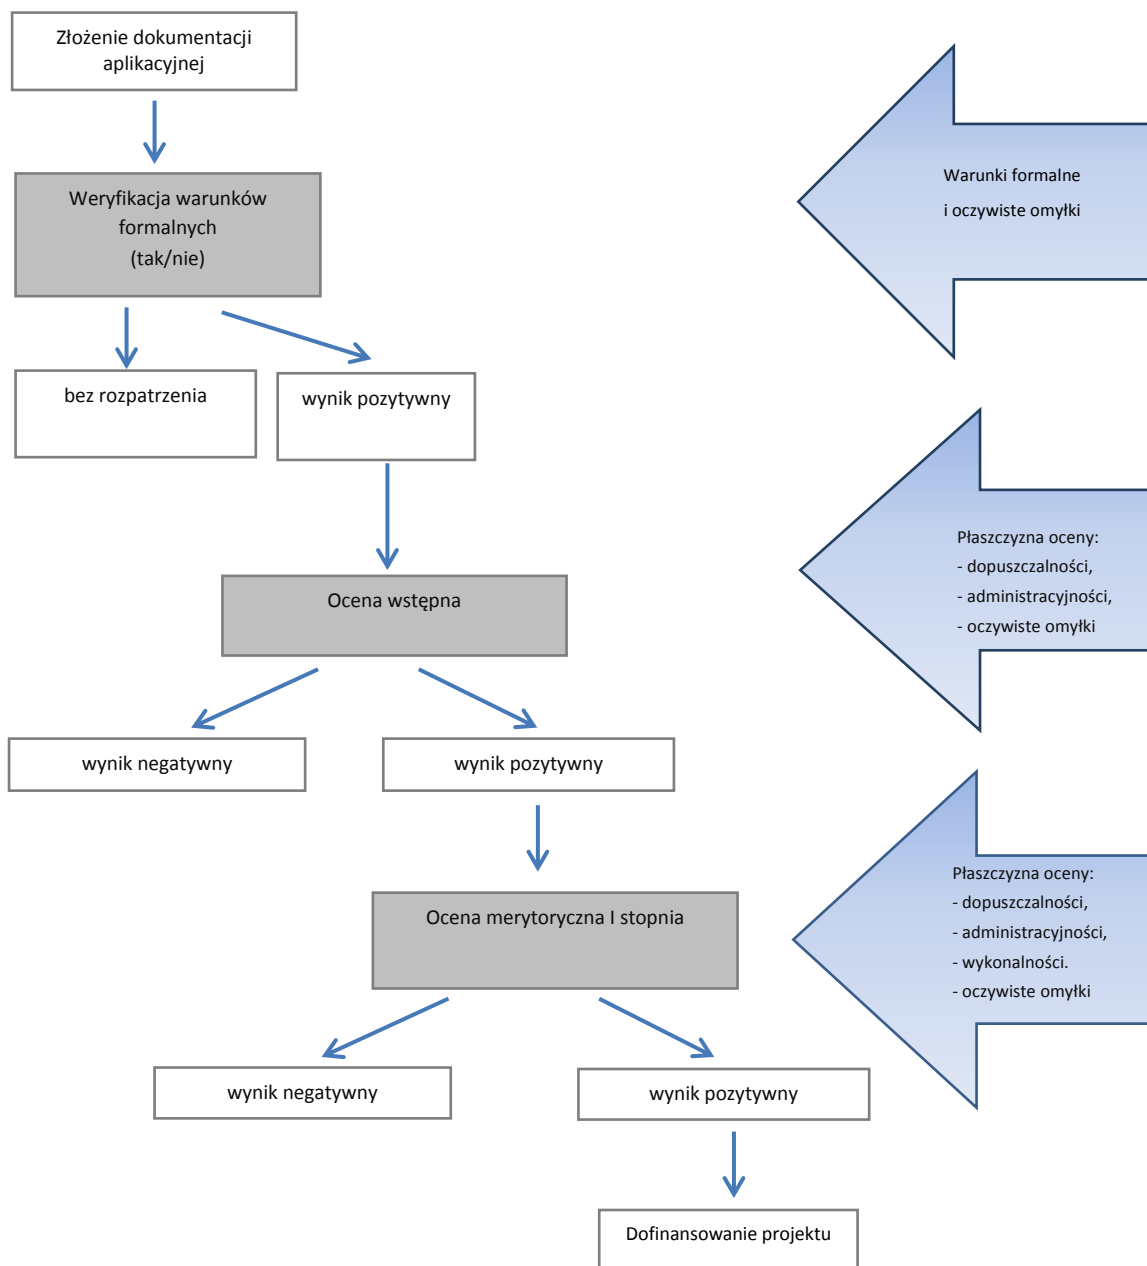 Złożenie dokumentacji
aplikacyjnej
Warunki formalne
i oczywiste omyłki
Weryfikacja warunków
formalnych
(tak/nie)
bez rozpatrzenia
wynik pozytywny
Płaszczyzna oceny:
- dopuszczalności,
- administracyjności,
- oczywiste omyłki
Ocena wstępna
wynik negatywny
wynik pozytywny
Płaszczyzna oceny:
- dopuszczalności,
- administracyjności,
- wykonalności.
- oczywiste omyłki
Ocena merytoryczna I stopnia
wynik negatywny
wynik pozytywny
Dofinansowanie projektu